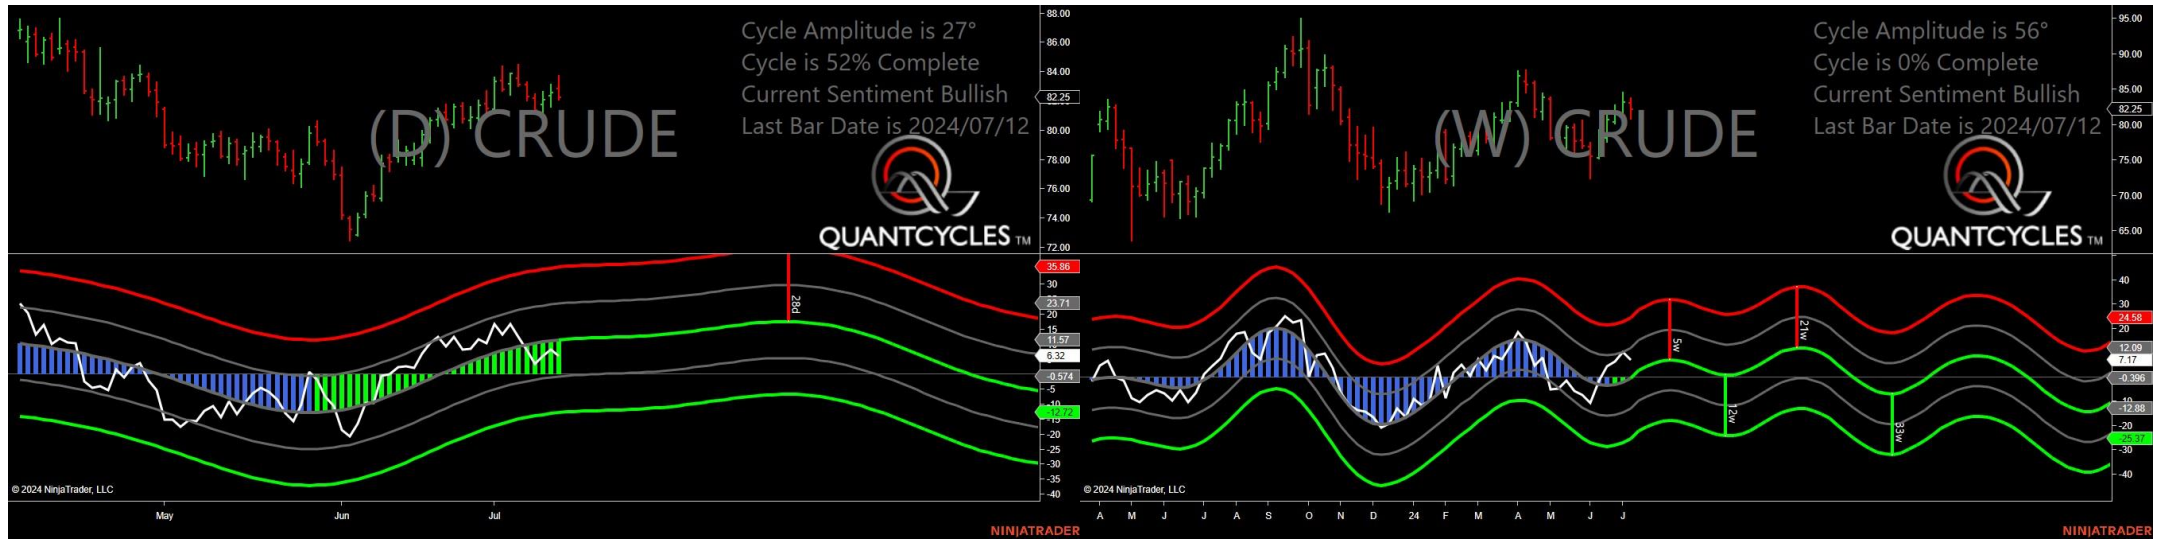 Cycle Amplitude is 27°
Cycle is 52% Complete
Current Sentiment Bullish
Last Bar Date is 2024/07/12
(D) CRUDE
QUANTCYCLES TM
88.00
86.00
84.00
82.25
80.00
78.00
76.00
74.00
72.00
35.86
30
23.71
20
15
11.57
6.32
-0.574
-5
-10
-12.72
-20
-25
-30
-35
-40
28d
© 2024 NinjaTrader, LLC
May
Jun
Jul
NINJATRADER
Cycle Amplitude is 56°
Cycle is 0% Complete
Current Sentiment Bullish
Last Bar Date is 2024/07/12
(W) CRUDE
QUANTCYCLES TM
95.00
90.00
85.00
82.25
80.00
75.00
70.00
65.00
40
30
24.58
20
12.09
7.17
-0.396
-10
-12.88
-20
-25.37
-30
-40
5w
12w
21w
33w
© 2024 NinjaTrader, LLC
A
M
J
J
A
S
O
N
D
24
F
M
A
M
J
J
NINJATRADER